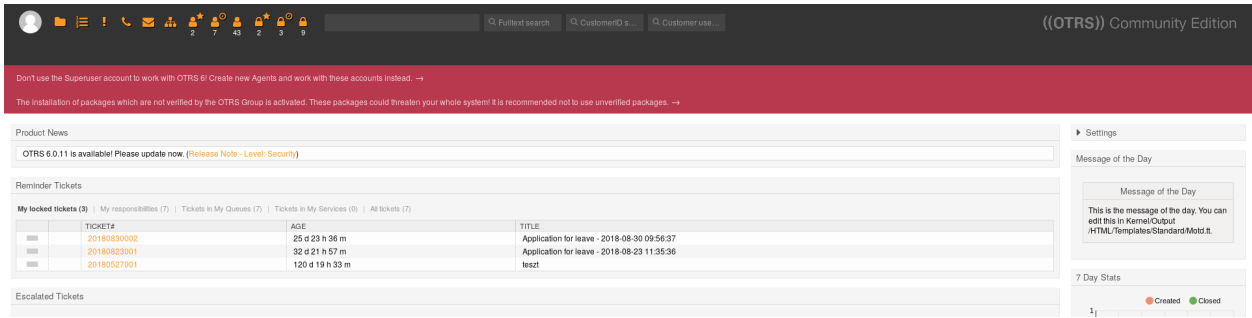 2 7 43 2 3 9
Fulltext search CustomerID s... Customer use...
((OTRS)) Community Edition
Don't use the Superuser account to work with OTRS 6! Create new Agents and work with these accounts instead. →
The installation of packages which are not verified by the OTRS Group is activated. These packages could threaten your whole system! It is recommended not to use unverified packages. →
Product News
OTRS 6.0.11 is available! Please update now. (Release Note - Level: Security)
Reminder Tickets
My locked tickets (3) | My responsibilities (7) | Tickets in My Queues (7) | Tickets in My Services (0) | All tickets (7)
TICKET# AGE TITLE
20180830002 25 d 23 h 36 m Application for leave - 2018-08-30 09:56:37
20180823001 32 d 21 h 57 m Application for leave - 2018-08-23 11:35:36
20180527001 120 d 19 h 33 m teszt
Escalated Tickets
Settings
Message of the Day
Message of the Day
This is the message of the day. You can
edit this in Kernel/Output
/HTML/Templates/Standard/Motd.tt.
7 Day Stats
Created Closed
1